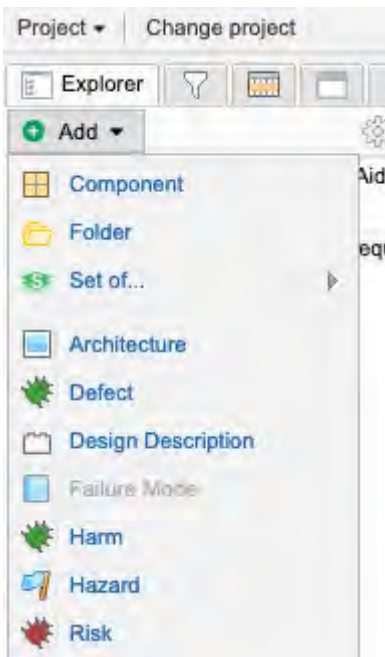 Project Change project
Explorer
Add
Component
Folder
Set of...
Architecture
Defect
Design Description
Failure Mode
Harm
Hazard
Risk